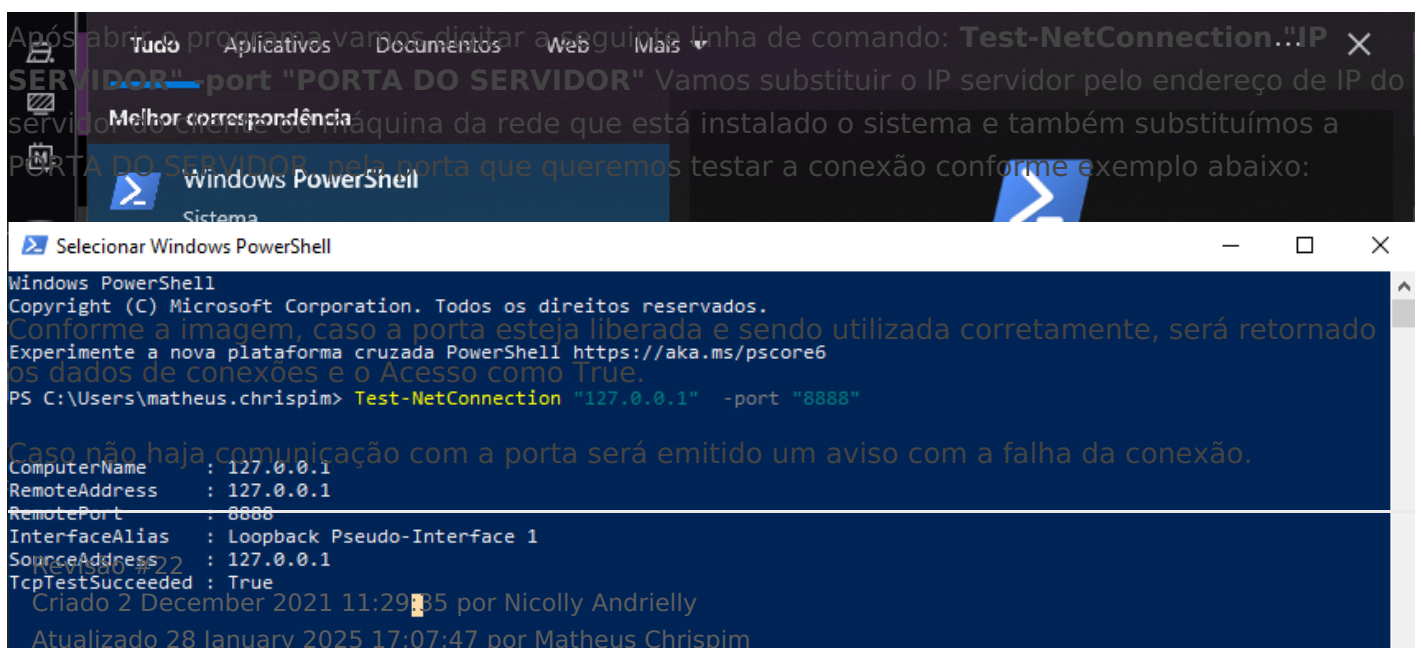 Após abrir o programa vamos digitar a seguinte linha de comando: Test-NetConnection "IP
SERVIDOR" -port "PORTA DO SERVIDOR" Vamos substituir o IP servidor pelo endereço de IP do
servidor do cliente ou máquina da rede que está instalado o sistema e também substituímos a
PORTA DO SERVIDOR, pela porta que queremos testar a conexão conforme exemplo abaixo:
Tudo Aplicativos Documentos Web Mais ...
Melhor correspondência
Windows PowerShell
Sistema
Selecionar Windows PowerShell
Windows PowerShell
Copyright (C) Microsoft Corporation. Todos os direitos reservados.
Conforme a imagem, caso a porta esteja liberada e sendo utilizada corretamente, será retornado
os dados de conexões e o Acesso como True.
Experimente a nova plataforma cruzada PowerShell https://aka.ms/pscore6
PS C:\Users\matheus.chrispim> Test-NetConnection "127.0.0.1" -port "8888"
Caso não haja comunicação com a porta será emitido um aviso com a falha da conexão.
ComputerName : 127.0.0.1
RemoteAddress : 127.0.0.1
RemotePort : 8888
InterfaceAlias : Loopback Pseudo-Interface 1
SourceAddress : 127.0.0.1
TcpTestSucceeded : True
Revisão #22
Criado 2 December 2021 11:29:35 por Nicolly Andrielly
Atualizado 28 January 2025 17:07:47 por Matheus Chrispim